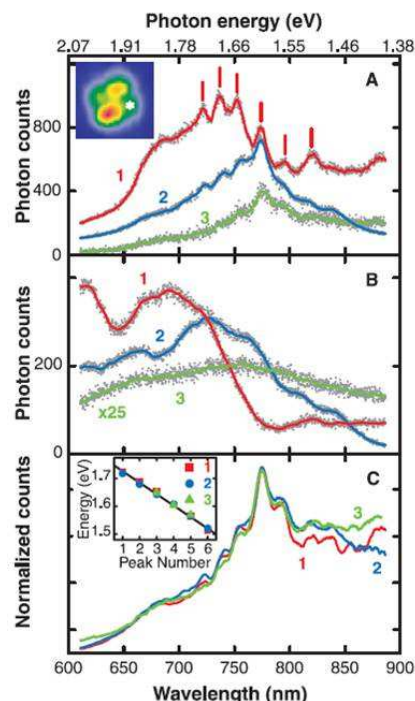 Photon energy (eV)
2.07 1.91 1.78 1.66 1.55 1.46 1.38
A
Photon counts
800
400
0
1
2
3
B
Photon counts
200
0
1
2
3
x25
C
Normalized counts
Energy (eV)
1.7
1.6
1.5
1 2 3 4 5 6
Peak Number
1
2
3
3
1
2
600 650 700 750 800 850 900
Wavelength (nm)